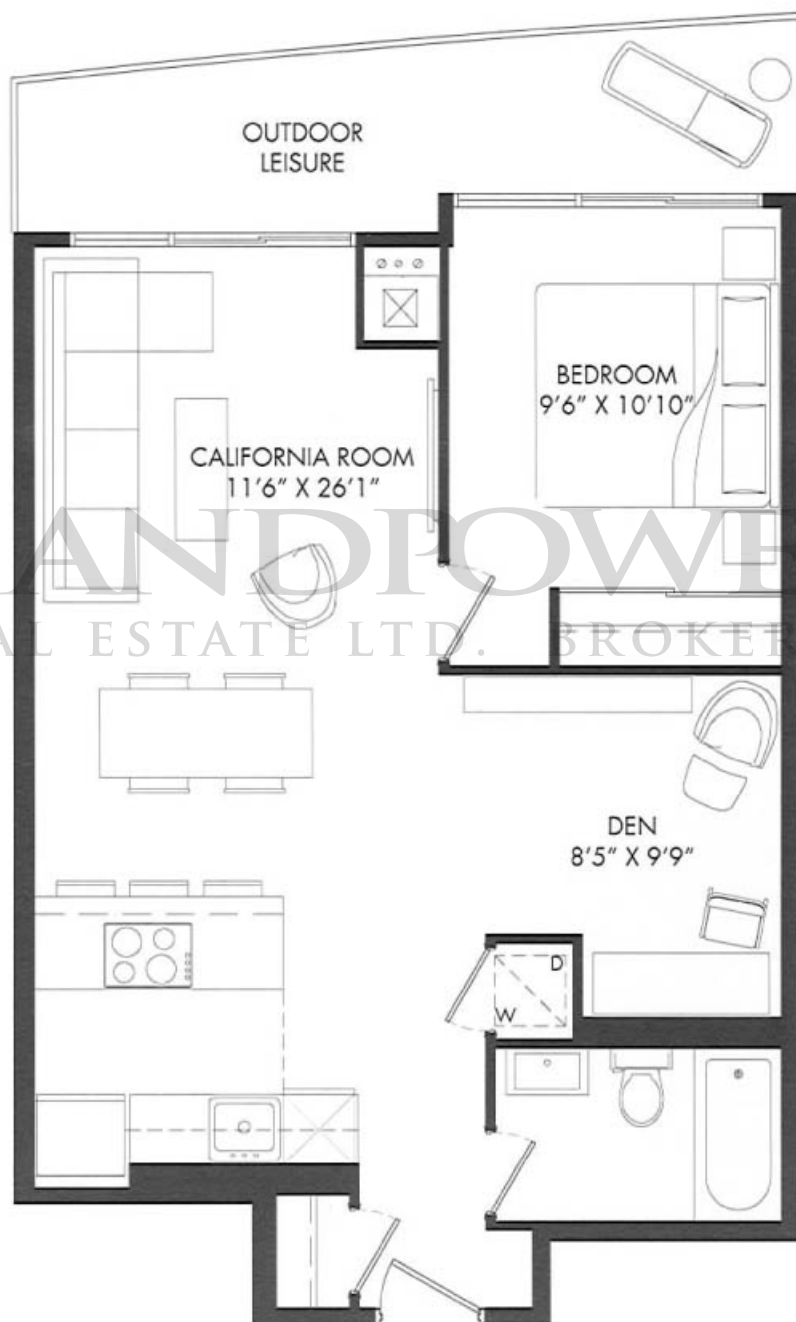 OUTDOOR
LEISURE
BEDROOM
9'6" X 10'10"
CALIFORNIA ROOM
11'6" X 26'1"
ANDPOWE
AL ESTATE LTD. BROKER
DEN
8'5" X 9'9"
D
W